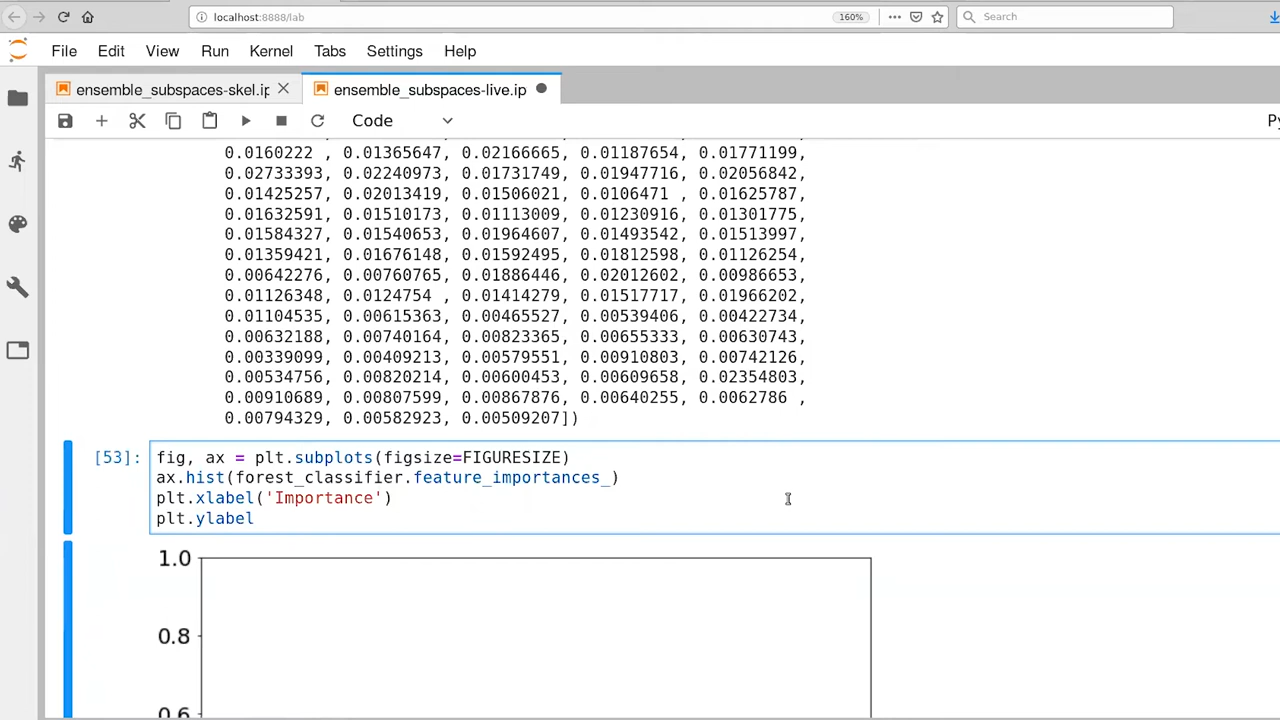 localhost:8888/lab
160%
Search
File Edit View Run Kernel Tabs Settings Help
ensemble_subspaces-skel.ip
ensemble_subspaces-live.ip
Code
Py
0.0160222 , 0.01365647, 0.02166665, 0.01187654, 0.01771199,
0.02733393, 0.02240973, 0.01731749, 0.01947716, 0.02056842,
0.01425257, 0.02013419, 0.01506021, 0.0106471 , 0.01625787,
0.01632591, 0.01510173, 0.01113009, 0.01230916, 0.01301775,
0.01584327, 0.01540653, 0.01964607, 0.01493542, 0.01513997,
0.01359421, 0.01676148, 0.01592495, 0.01812598, 0.01126254,
0.00642276, 0.00760765, 0.01886446, 0.02012602, 0.00986653,
0.01126348, 0.0124754 , 0.01414279, 0.01517717, 0.01966202,
0.01104535, 0.00615363, 0.00465527, 0.00539406, 0.00422734,
0.00632188, 0.00740164, 0.00823365, 0.00655333, 0.00630743,
0.00339099, 0.00409213, 0.00579551, 0.00910803, 0.00742126,
0.00534756, 0.00820214, 0.00600453, 0.00609658, 0.02354803,
0.00910689, 0.00807599, 0.00867876, 0.00640255, 0.0062786 ,
0.00794329, 0.00582923, 0.00509207])
[53]: fig, ax = plt.subplots(figsize=FIGURESIZE)
ax.hist(forest_classifier.feature_importances_)
plt.xlabel('Importance')
plt.ylabel
1.0
0.8
0.6